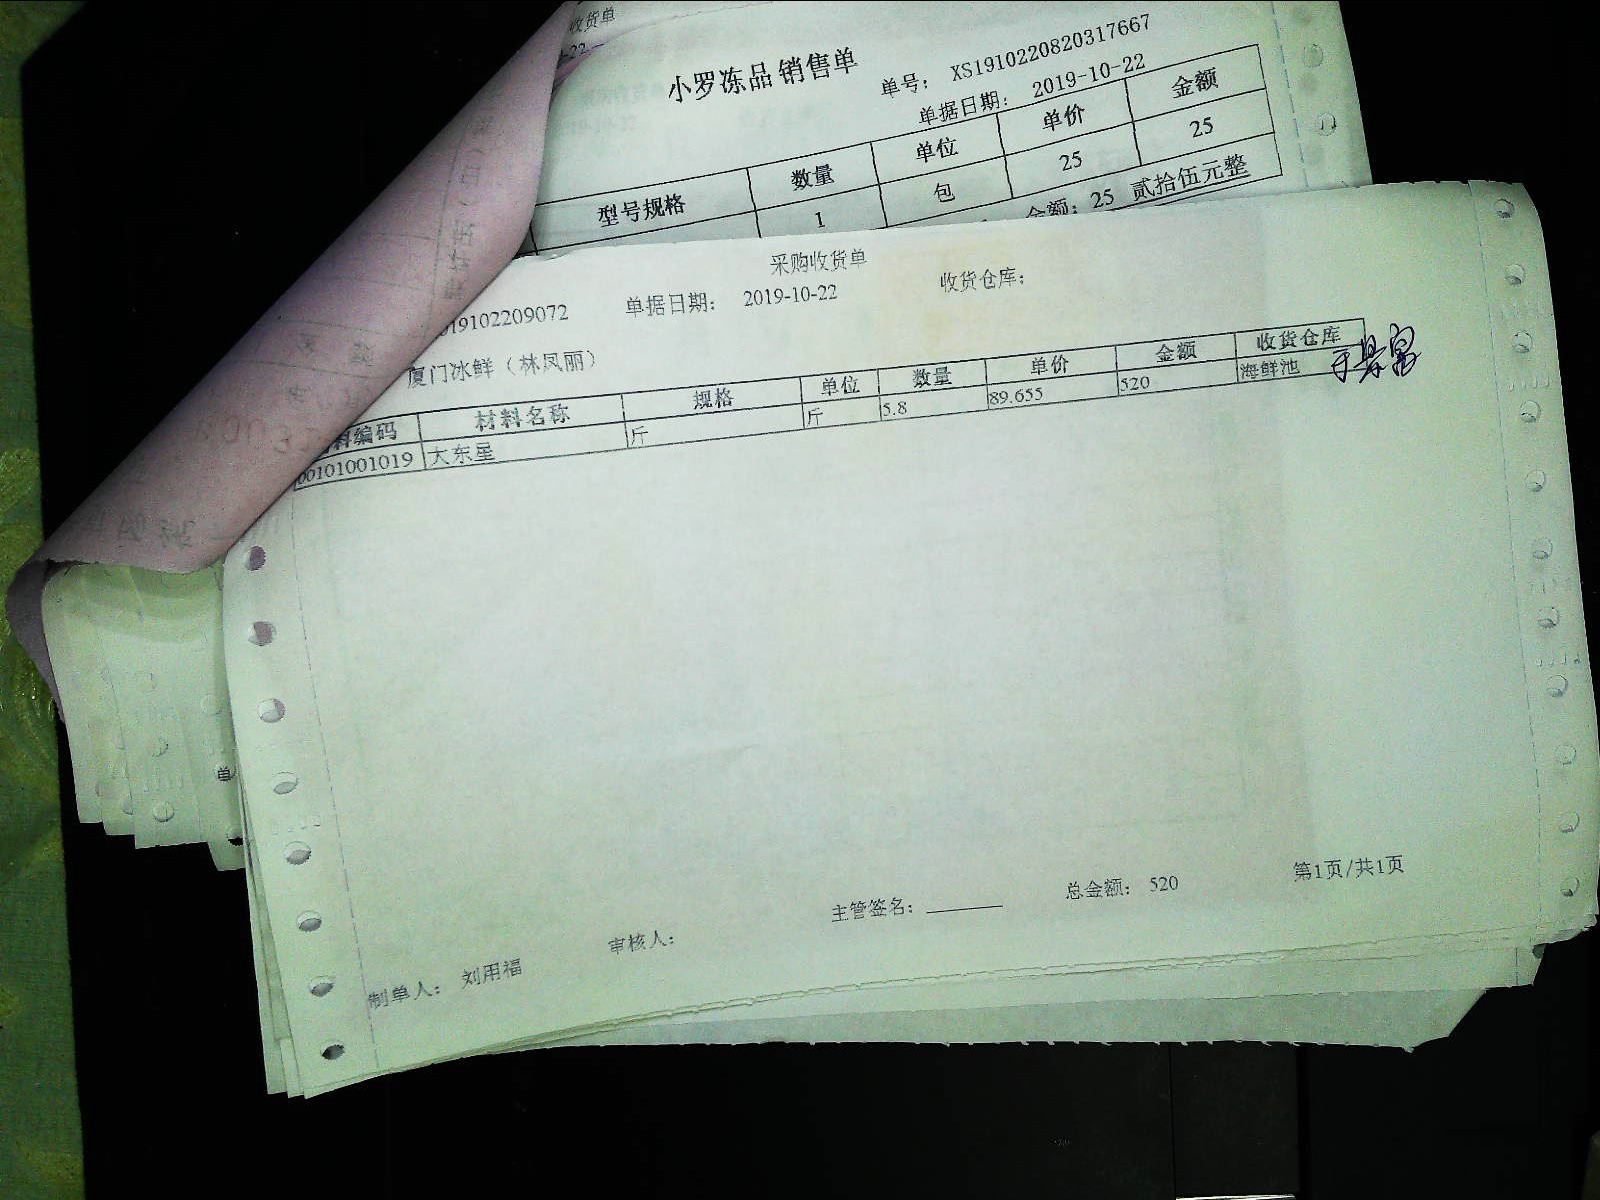 收货单
小罗冻品销售单
单号： XS1910220820317667
单据日期： 2019-10-22
型号规格 数量 单位 单价 金额
1 包 25 25
金额：25 贰拾伍元整
采购收货单
019102209072 单据日期： 2019-10-22 收货仓库：
厦门冰鲜（林凤丽）
料编码 材料名称 规格 单位 数量 单价 金额 收货仓库
00101001019 大东星 斤 斤 5.8 89.655 520 海鲜池
单
制单人： 刘用福 审核人： 主管签名： 总金额： 520 第1页/共1页